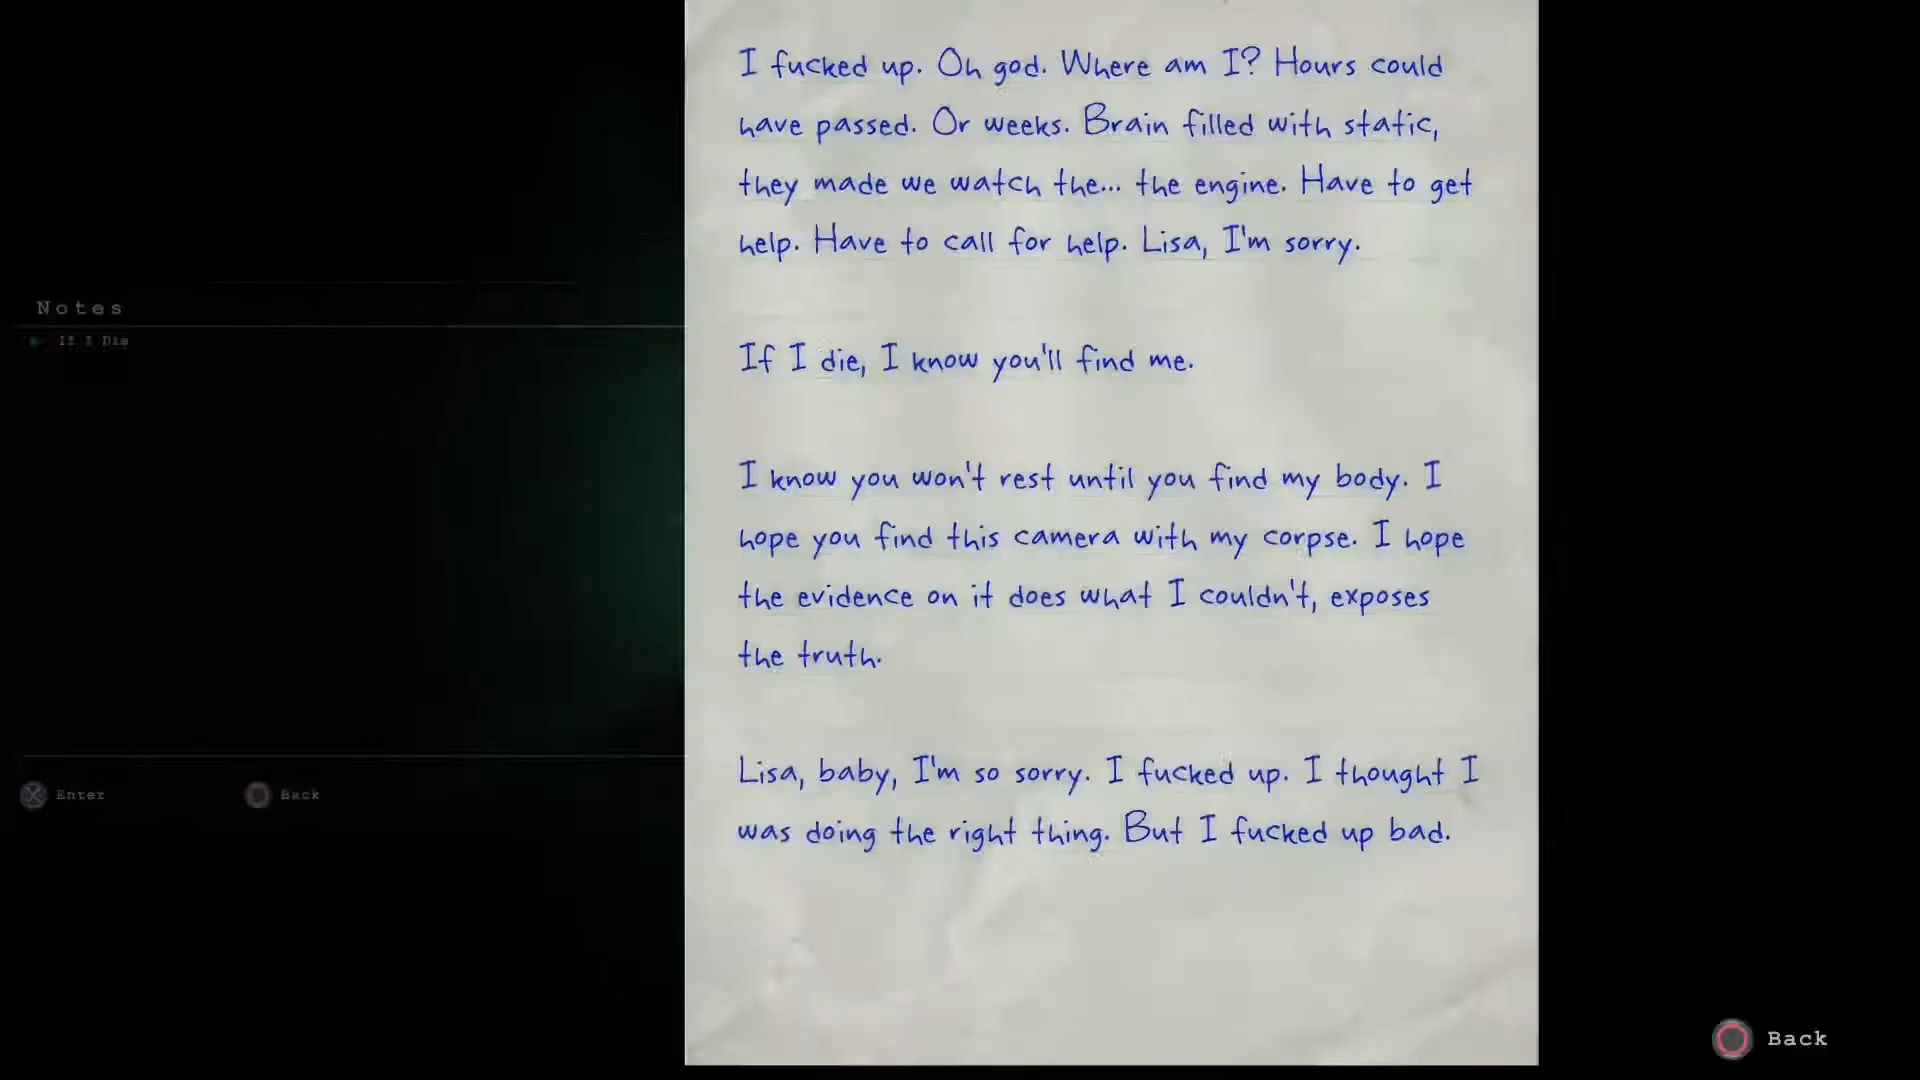 I fucked up. Oh god. Where am I? Hours could
have passed. Or weeks. Brain filled with static,
they made we watch the... the engine. Have to get
help. Have to call for help. Lisa, I'm sorry.
If I die, I know you'll find me.
I know you won't rest until you find my body. I
hope you find this camera with my corpse. I hope
the evidence on it does what I couldn't, exposes
the truth.
Lisa, baby, I'm so sorry. I fucked up. I thought I
was doing the right thing. But I fucked up bad.
Notes
If I Die
Enter
Back
Back